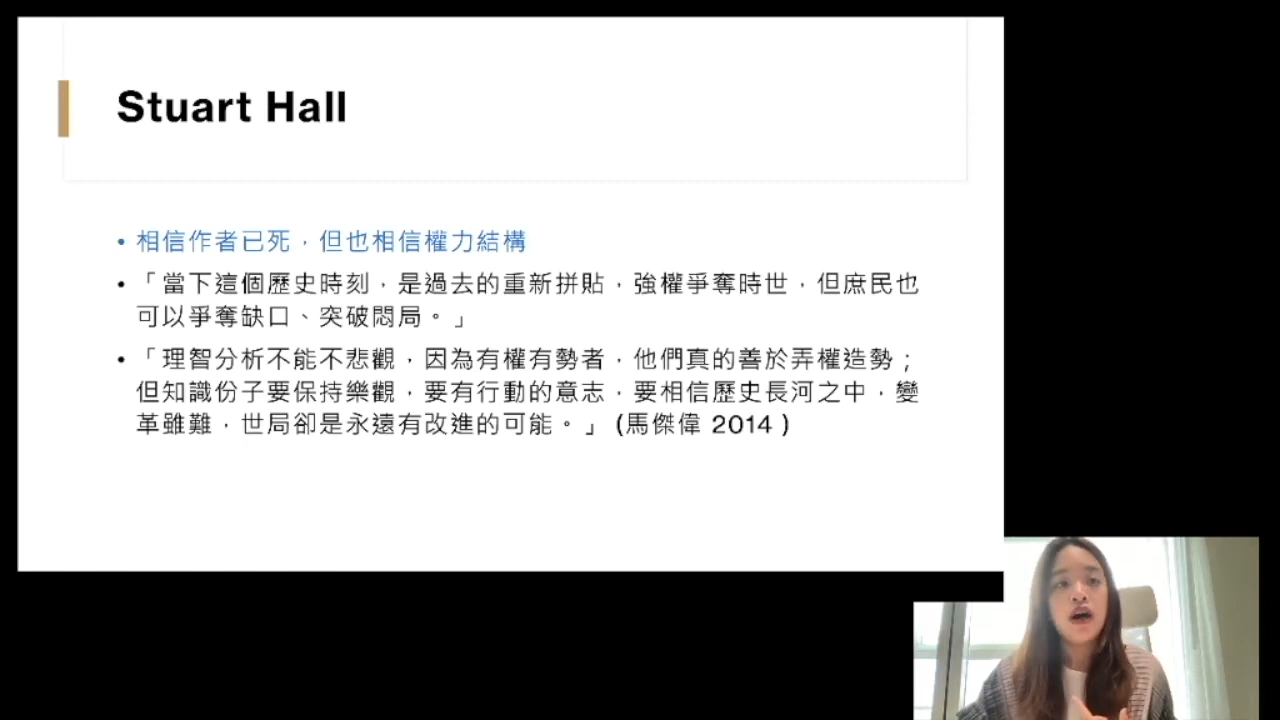 Stuart Hall
• 相信作者已死，但也相信權力結構
• 「當下這個歷史時刻，是過去的重新拼貼，強權爭奪時世，但庶民也
可以爭奪缺口、突破悶局。」
• 「理智分析不能不悲觀，因為有權有勢者，他們真的善於弄權造勢；
但知識份子要保持樂觀，要有行動的意志，要相信歷史長河之中，變
革雖難，世局卻是永遠有改進的可能。」 (馬傑偉 2014 )